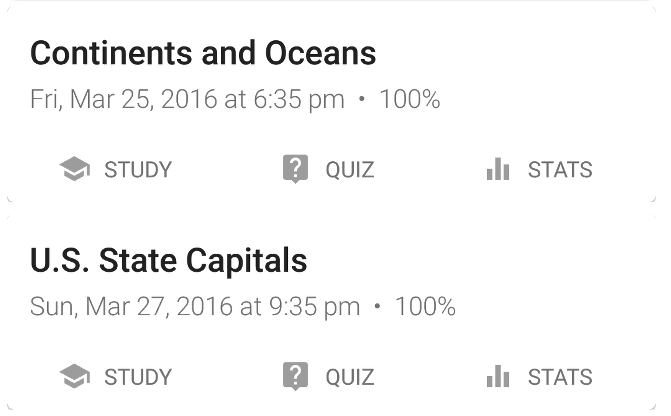 Continents and Oceans
Fri, Mar 25, 2016 at 6:35 pm • 100%
STUDY QUIZ STATS
U.S. State Capitals
Sun, Mar 27, 2016 at 9:35 pm • 100%
STUDY QUIZ STATS